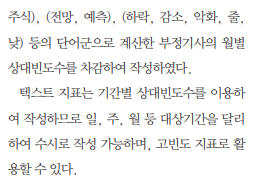 주식), (전망, 예측), (하락, 감소, 악화, 줄,
낮) 등의 단어군으로 계산한 부정기사의 월별
상대빈도수를 차감하여 작성하였다.
텍스트 지표는 기간별 상대빈도수를 이용하
여 작성하므로 일, 주, 월 등 대상기간을 달리
하여 수시로 작성 가능하며, 고빈도 지표로 활
용할 수 있다.